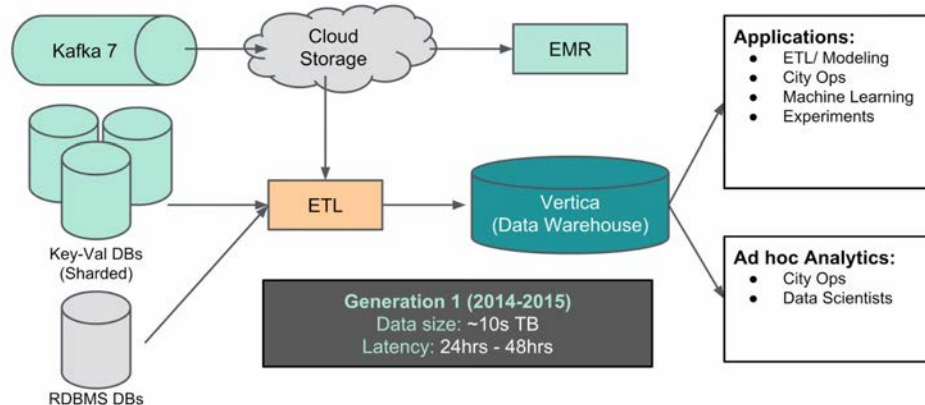 Kafka 7
Cloud
Storage
EMR
Applications:
● ETL/ Modeling
● City Ops
● Machine Learning
● Experiments
Key-Val DBs
(Sharded)
ETL
Vertica
(Data Warehouse)
Ad hoc Analytics:
● City Ops
● Data Scientists
Generation 1 (2014-2015)
Data size: ~10s TB
Latency: 24hrs - 48hrs
RDBMS DBs